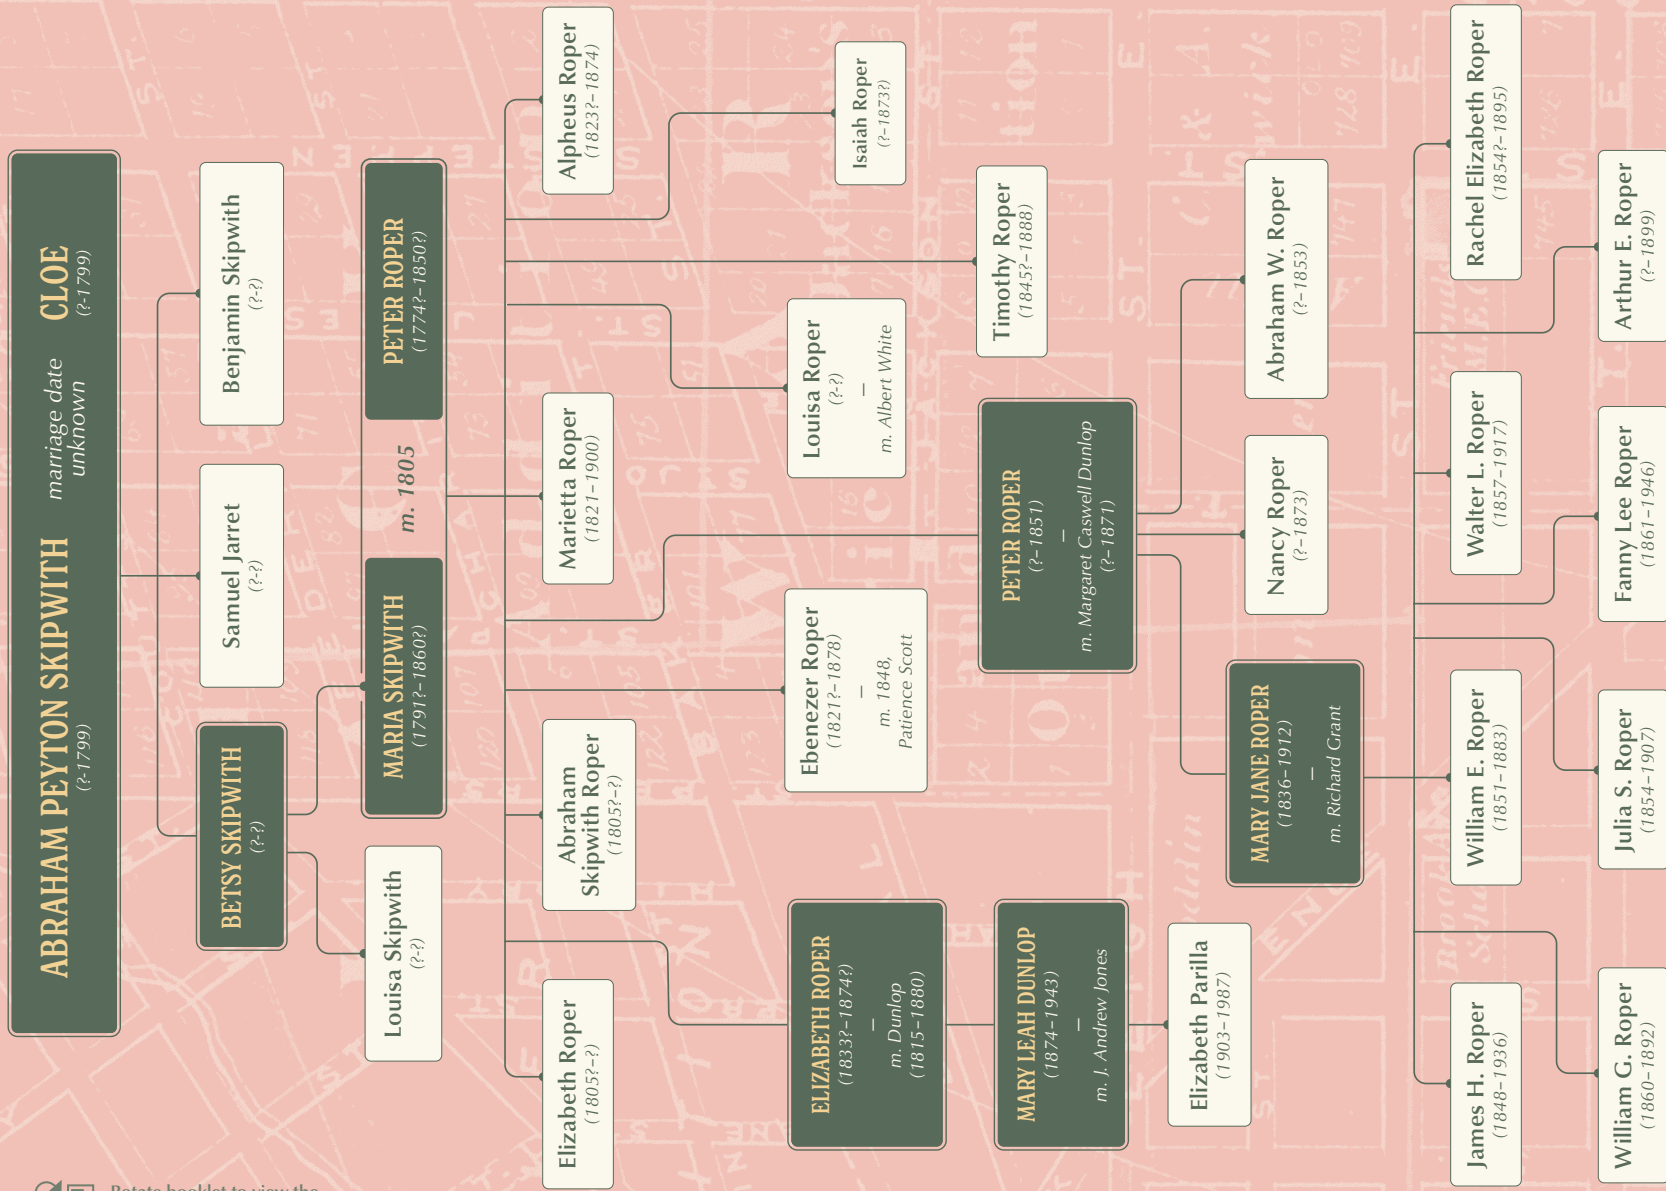 ABRAHAM PEYTON SKIPWITH
(?-1799)
marriage date
unknown
CLOE
(?-1799)
BETSY SKIPWITH
(?-?)
Samuel Jarret
(?-?)
Benjamin Skipwith
(?-?)
Louisa Skipwith
(?-?)
MARIA SKIPWITH
(1791?–1860?)
m. 1805
PETER ROPER
(1774?–1850?)
Elizabeth Roper
(1805?–?)
Abraham
Skipwith Roper
(1805?–?)
Marietta Roper
(1821–1900)
Alpheus Roper
(1823?–1874)
ELIZABETH ROPER
(1833?–1874?)
–
m. Dunlop
(1815–1880)
Ebenezer Roper
(1821?–1878)
–
m. 1848,
Patience Scott
Louisa Roper
(?-?)
–
m. Albert White
Isaiah Roper
(?–1873?)
MARY LEAH DUNLOP
(1874–1943)
–
m. J. Andrew Jones
PETER ROPER
(?–1851)
–
m. Margaret Caswell Dunlop
(?–1871)
Timothy Roper
(1845?–1888)
Elizabeth Parilla
(1903–1987)
MARY JANE ROPER
(1836–1912)
–
m. Richard Grant
Nancy Roper
(?–1873)
Abraham W. Roper
(?–1853)
James H. Roper
(1848–1936)
William E. Roper
(1851–1883)
Walter L. Roper
(1857–1917)
Rachel Elizabeth Roper
(1854?–1895)
William G. Roper
(1860–1892)
Julia S. Roper
(1854–1907)
Fanny Lee Roper
(1861–1946)
Arthur E. Roper
(?–1899)
Rotate booklet to view the